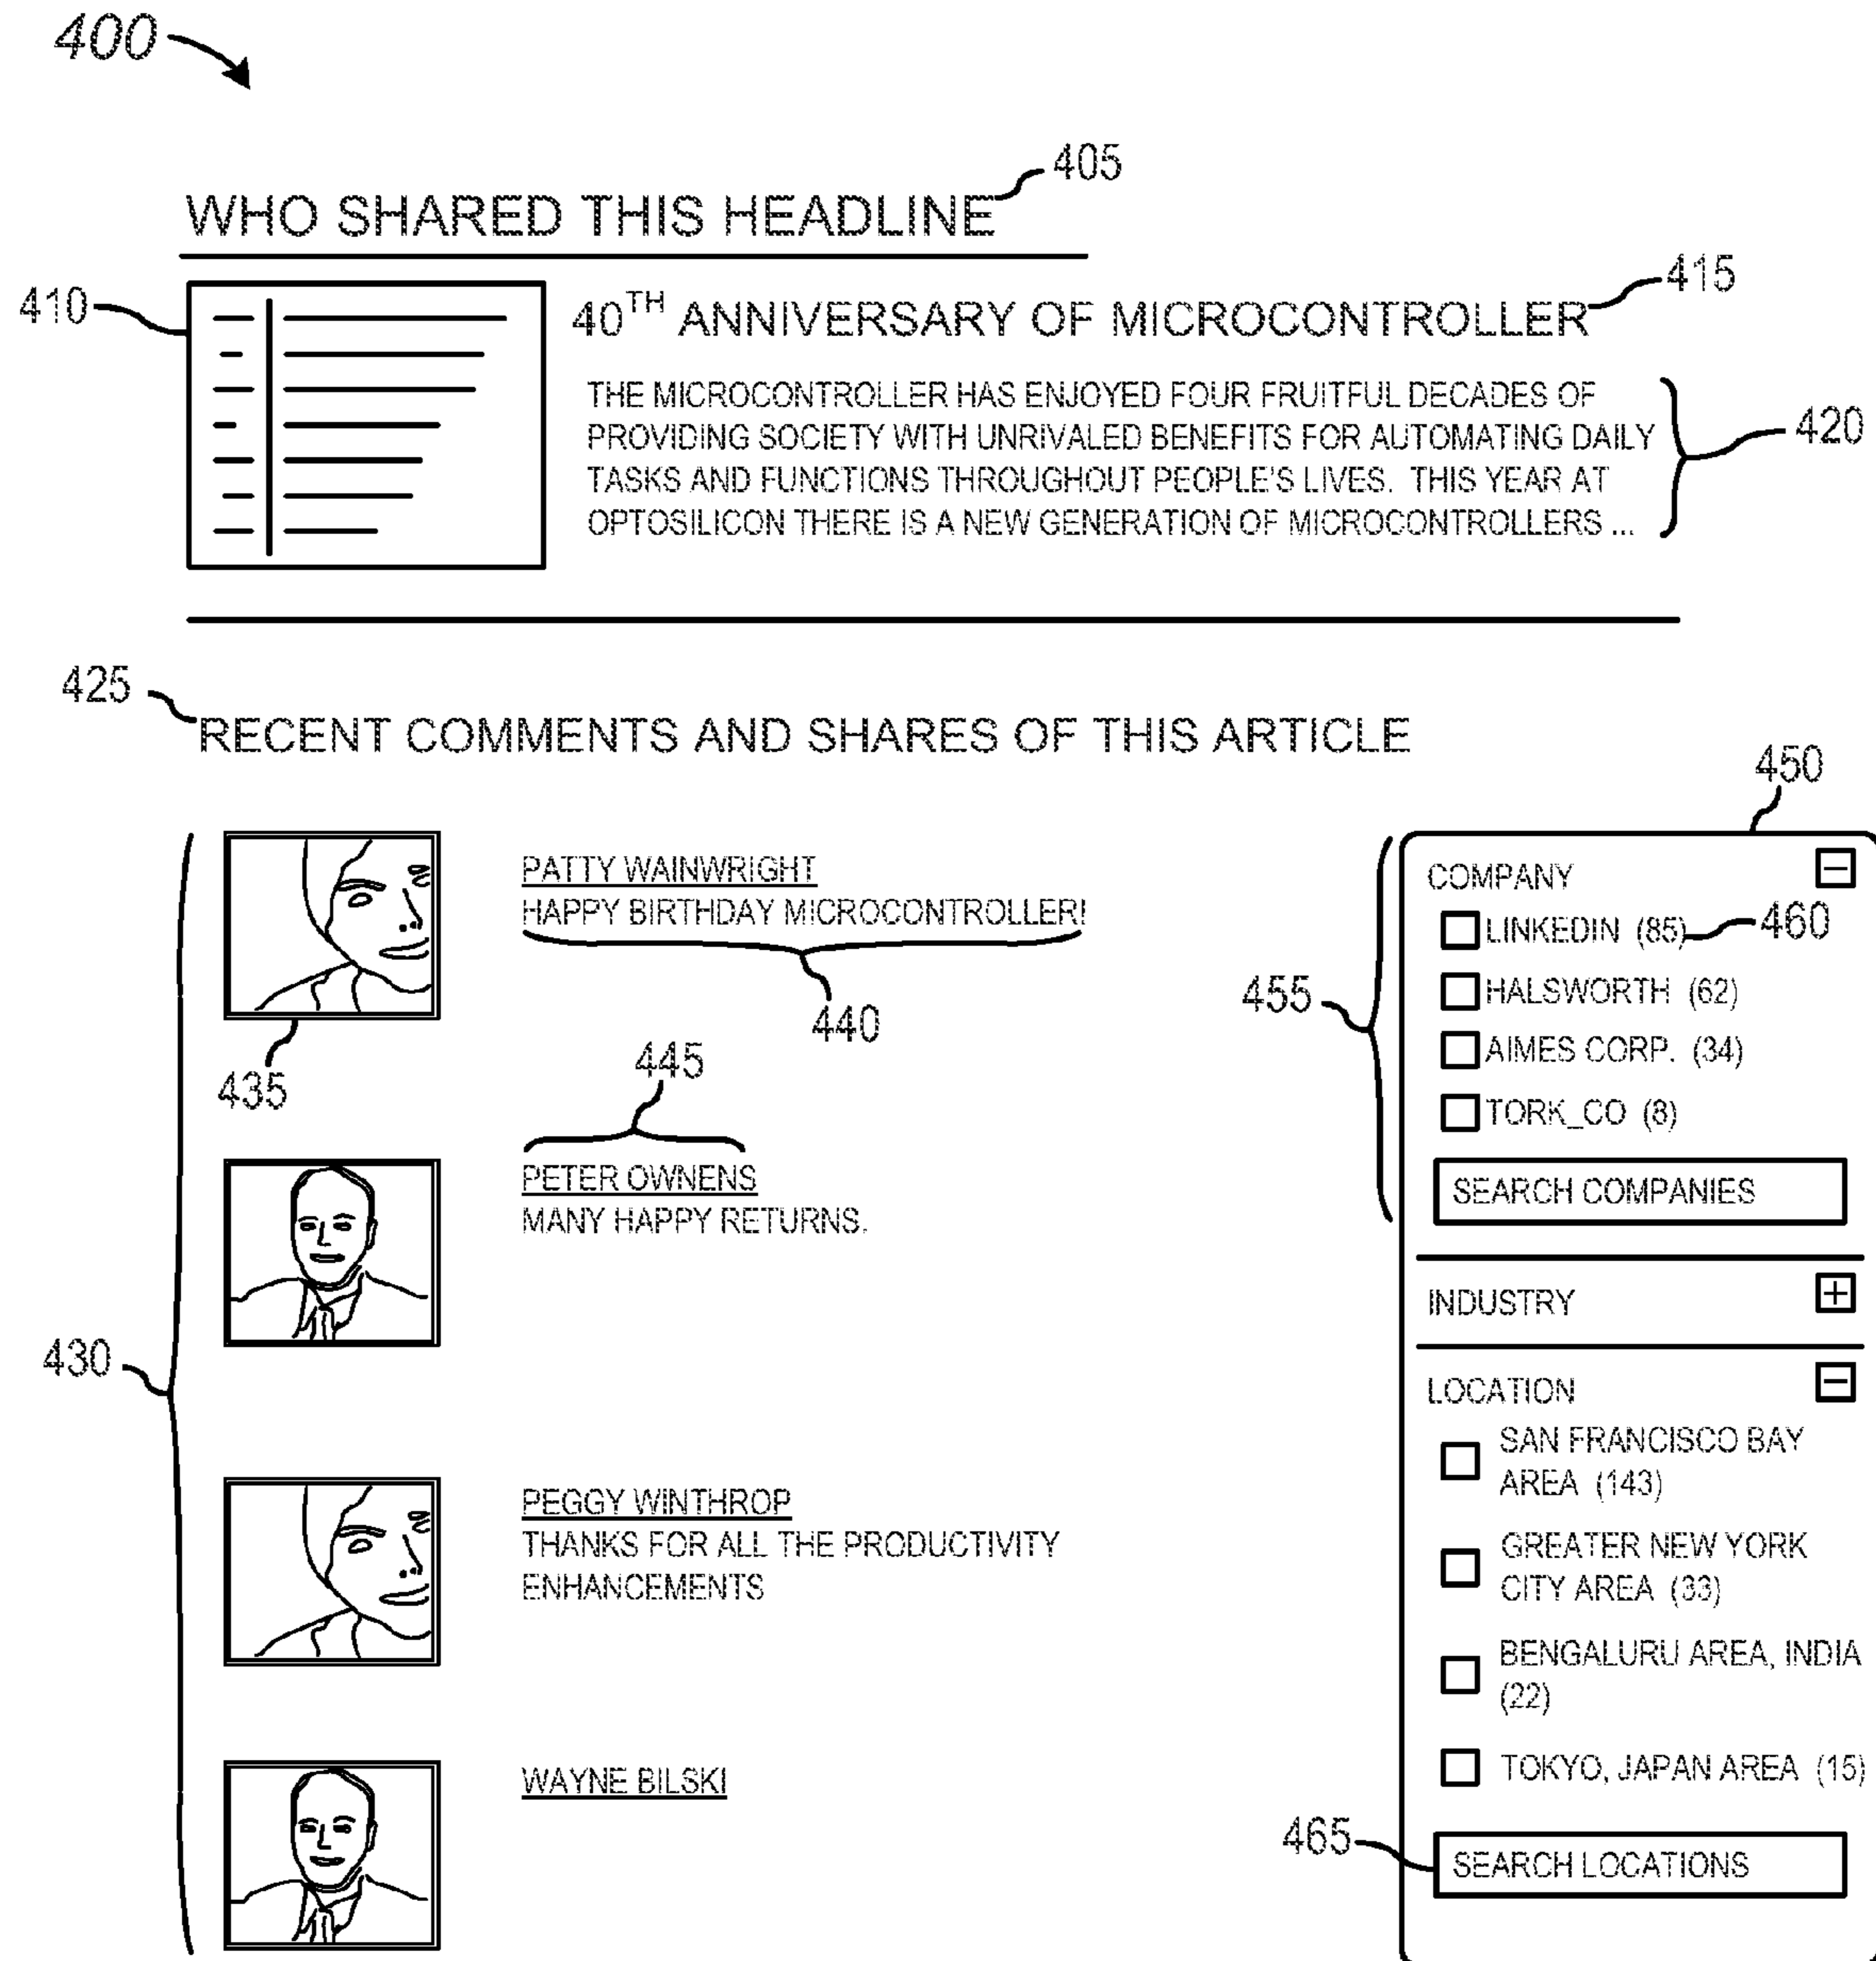 400
WHO SHARED THIS HEADLINE
405
410
40TH ANNIVERSARY OF MICROCONTROLLER
415
THE MICROCONTROLLER HAS ENJOYED FOUR FRUITFUL DECADES OF
PROVIDING SOCIETY WITH UNRIVALED BENEFITS FOR AUTOMATING DAILY
TASKS AND FUNCTIONS THROUGHOUT PEOPLE'S LIVES. THIS YEAR AT
OPTOSILICON THERE IS A NEW GENERATION OF MICROCONTROLLERS ...
420
425
RECENT COMMENTS AND SHARES OF THIS ARTICLE
430
435
PATTY WAINWRIGHT
HAPPY BIRTHDAY MICROCONTROLLER!
440
445
PETER OWNENS
MANY HAPPY RETURNS.
PEGGY WINTHROP
THANKS FOR ALL THE PRODUCTIVITY
ENHANCEMENTS
WAYNE BILSKI
450
455
COMPANY
LINKEDIN (85)
460
HALSWORTH (62)
AIMES CORP. (34)
TORK_CO (8)
SEARCH COMPANIES
INDUSTRY
LOCATION
SAN FRANCISCO BAY
AREA (143)
GREATER NEW YORK
CITY AREA (33)
BENGALURU AREA, INDIA
(22)
TOKYO, JAPAN AREA (15)
465
SEARCH LOCATIONS